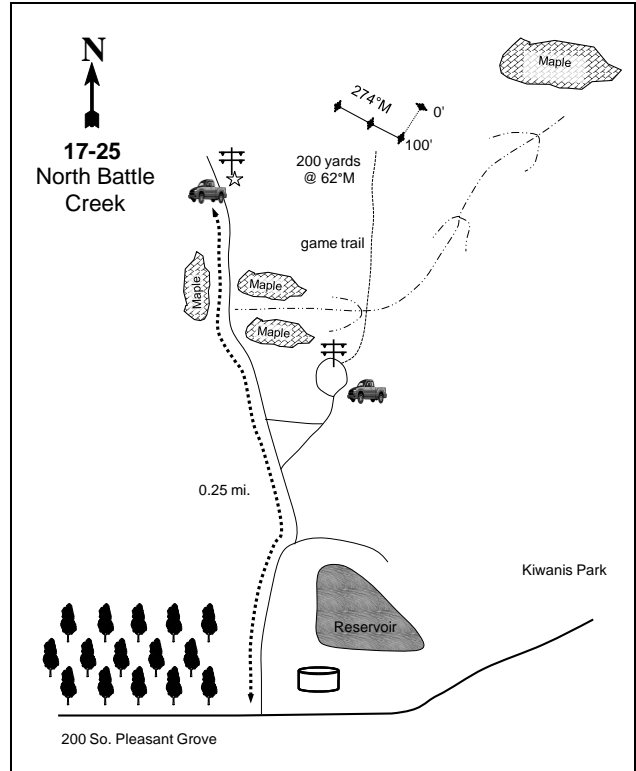 N
17-25
North Battle
Creek
Maple
274°M
0'
100'
200 yards
@ 62°M
game trail
Maple
Maple
Maple
0.25 mi.
Kiwanis Park
Reservoir
200 So. Pleasant Grove